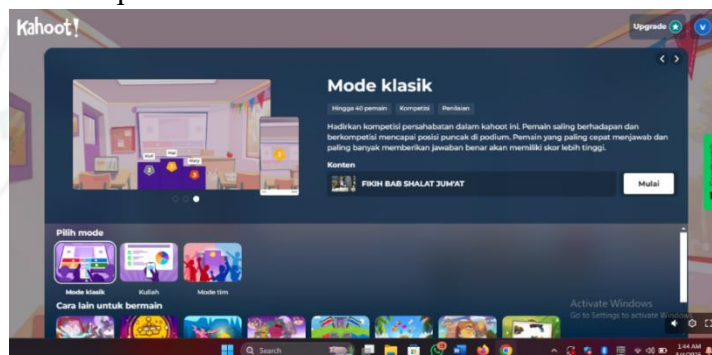 Kahoot!
Upgrade
V
Mode klasik
Hingga 40 pemain Kompetisi Penilaian
Hadirkan kompetisi persahabatan dalam kahoot ini. Pemain saling berhadapan dan
berkompetisi mencapai posisi puncak di podium. Pemain yang paling cepat menjawab dan
paling banyak memberikan jawaban benar akan memiliki skor lebih tinggi.
Konten
FIKIH BAB SHALAT JUM'AT
Mulai
Pilih mode
Mode klasik Kuliah Mode tim
Cara lain untuk bermain
Activate Windows
Go to Settings to activate Windows
Search
1:44 AM